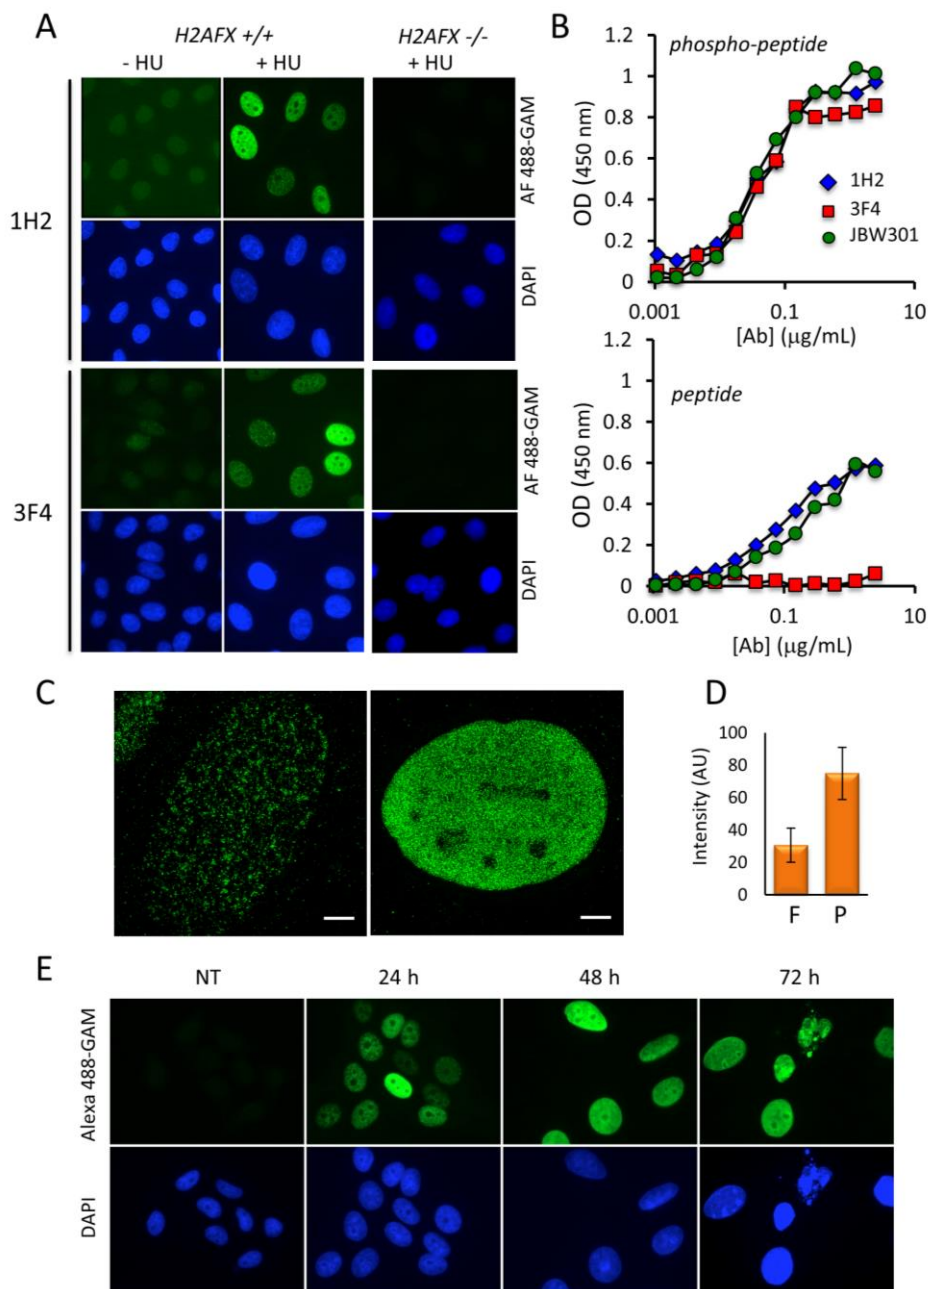 A
H2AFX +/+
H2AFX -/-
- HU
+ HU
+ HU
1H2
AF 488-GAM
DAPI
3F4
AF 488-GAM
DAPI
B
phospho-peptide
OD (450 nm)
1.2
1
0.8
0.6
0.4
0.2
0
1H2
3F4
JBW301
0.001
0.1
10
[Ab] (μg/mL)
peptide
OD (450 nm)
1
0.8
0.6
0.4
0.2
0
0.001
0.1
10
[Ab] (μg/mL)
C
D
Intensity (AU)
100
80
60
40
20
0
F
P
E
NT
24 h
48 h
72 h
Alexa 488-GAM
DAPI